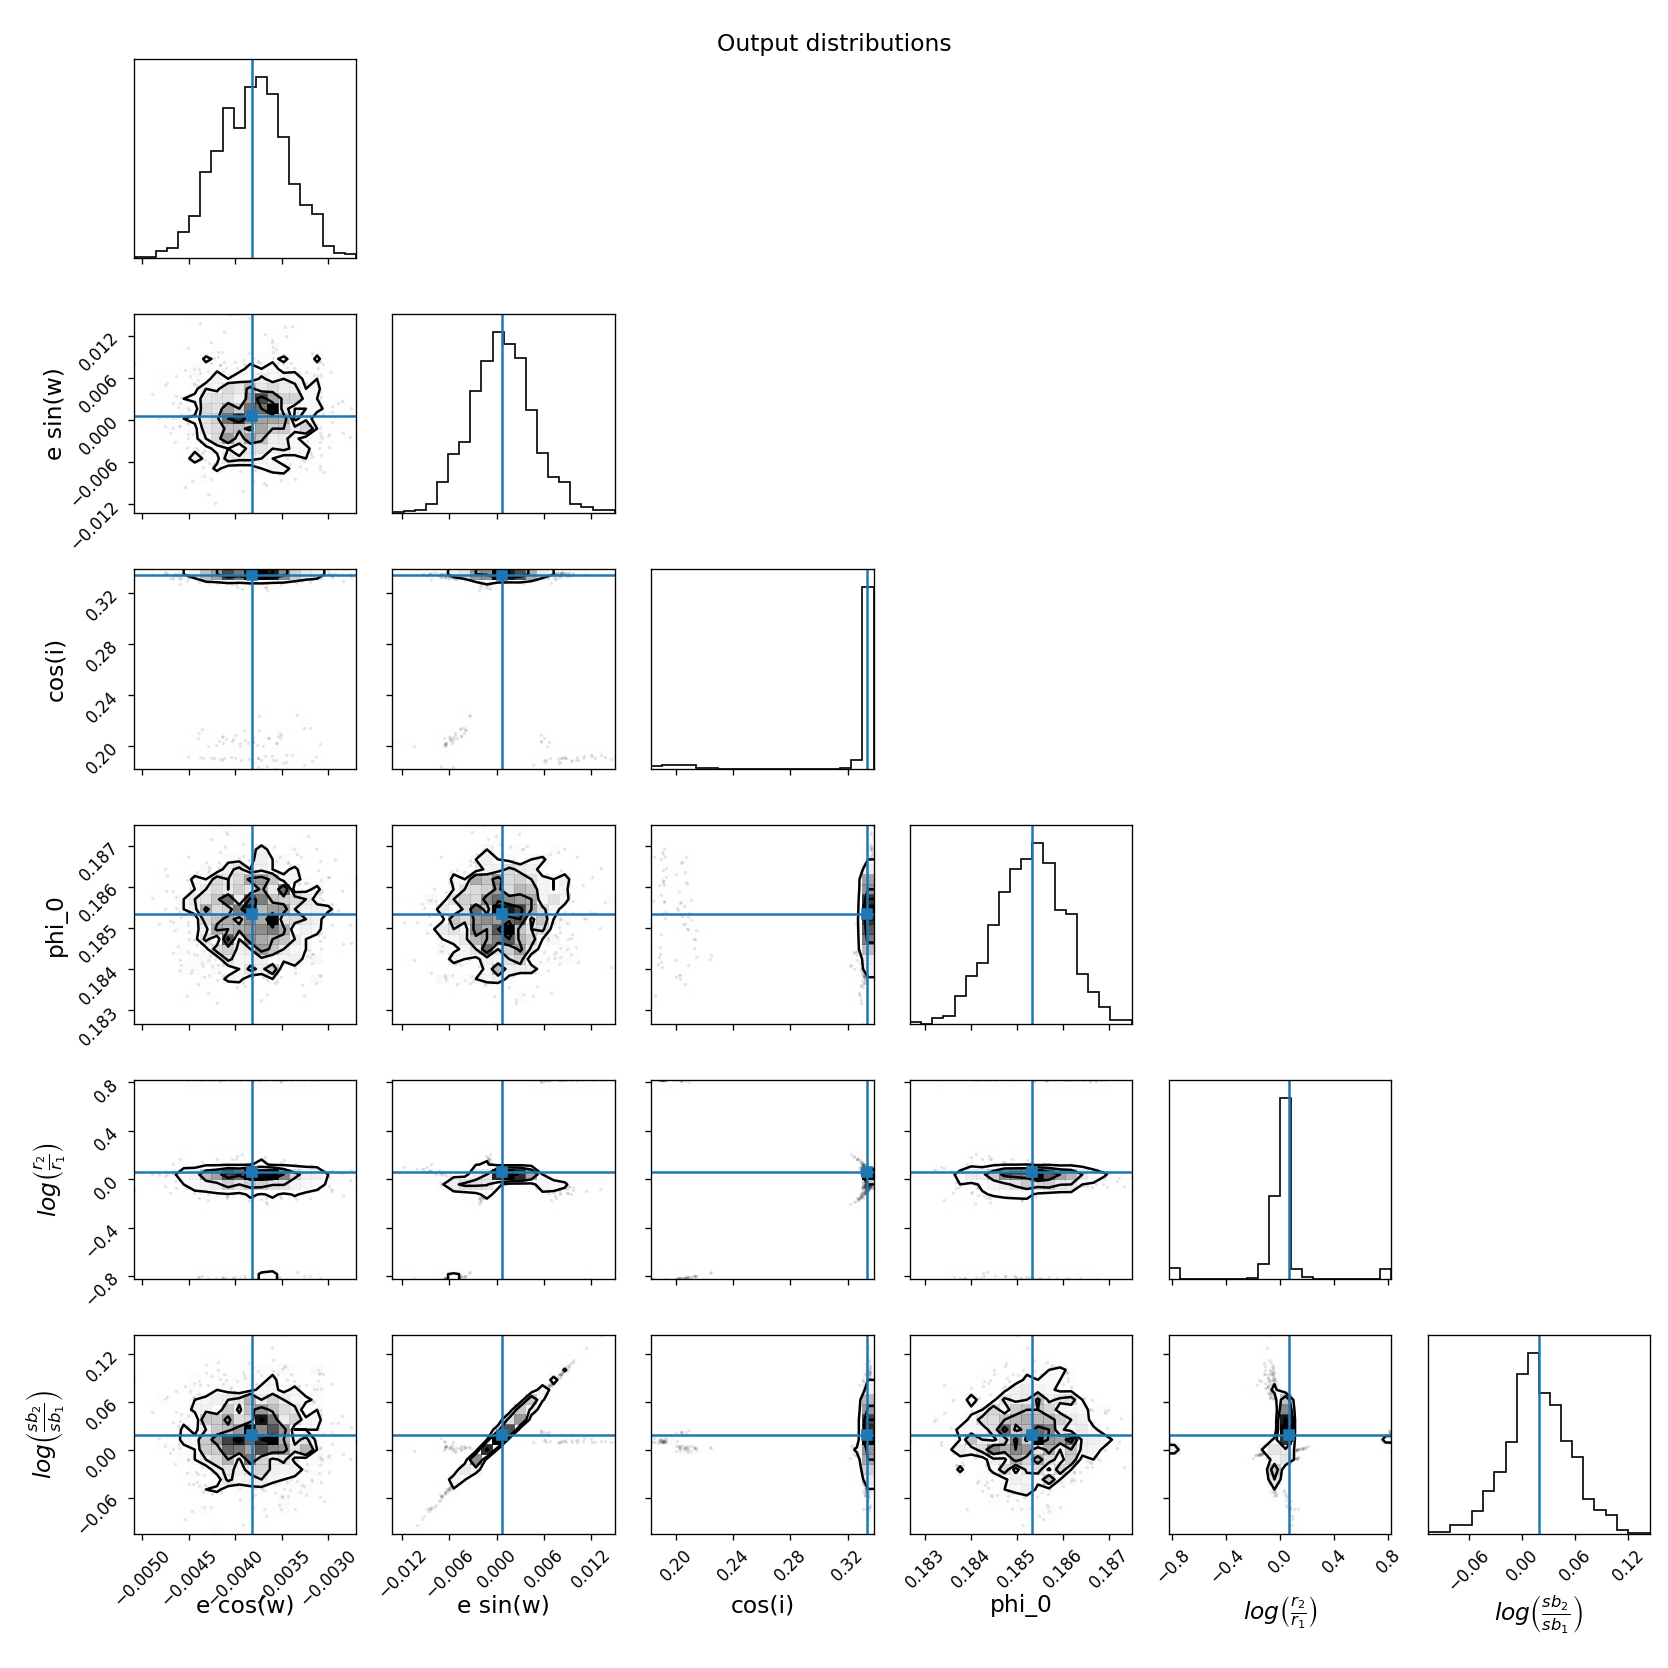 Output distributions
0.012
0.006
0.000
−0.006
−0.012
e sin(w)
0.32
0.28
0.24
0.20
cos(i)
0.187
0.186
0.185
0.184
0.183
phi_0
0.8
0.4
0.0
−0.4
−0.8
log(r₂/r₁)
0.12
0.06
0.00
−0.06
log(sb₂/sb₁)
−0.0050 −0.0045 −0.0040 −0.0035 −0.0030 −0.012 −0.006 0.000 0.006 0.012 0.20 0.24 0.28 0.32 0.183 0.184 0.185 0.186 0.187 −0.8 −0.4 0.0 0.4 0.8 −0.06 0.00 0.06 0.12
e cos(w) e sin(w) cos(i) phi_0 log(r₂/r₁) log(sb₂/sb₁)